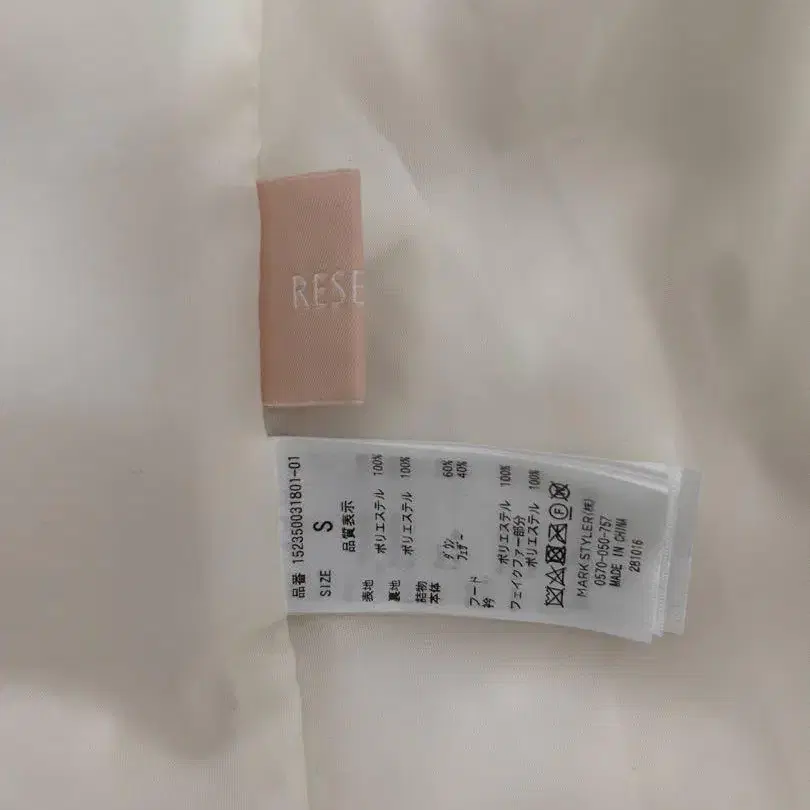 RESE
品番 152350031801-01
SIZE S
品質表示
表地 ポリエステル 100%
裏地 ポリエステル 100%
詰物
本体 ダウン 60%
フェザー 40%
フード
衿 ポリエステル 100%
フェイクファー部分
ポリエステル 100%
MARK STYLER(株)
0570-050-757
MADE IN CHINA
281016